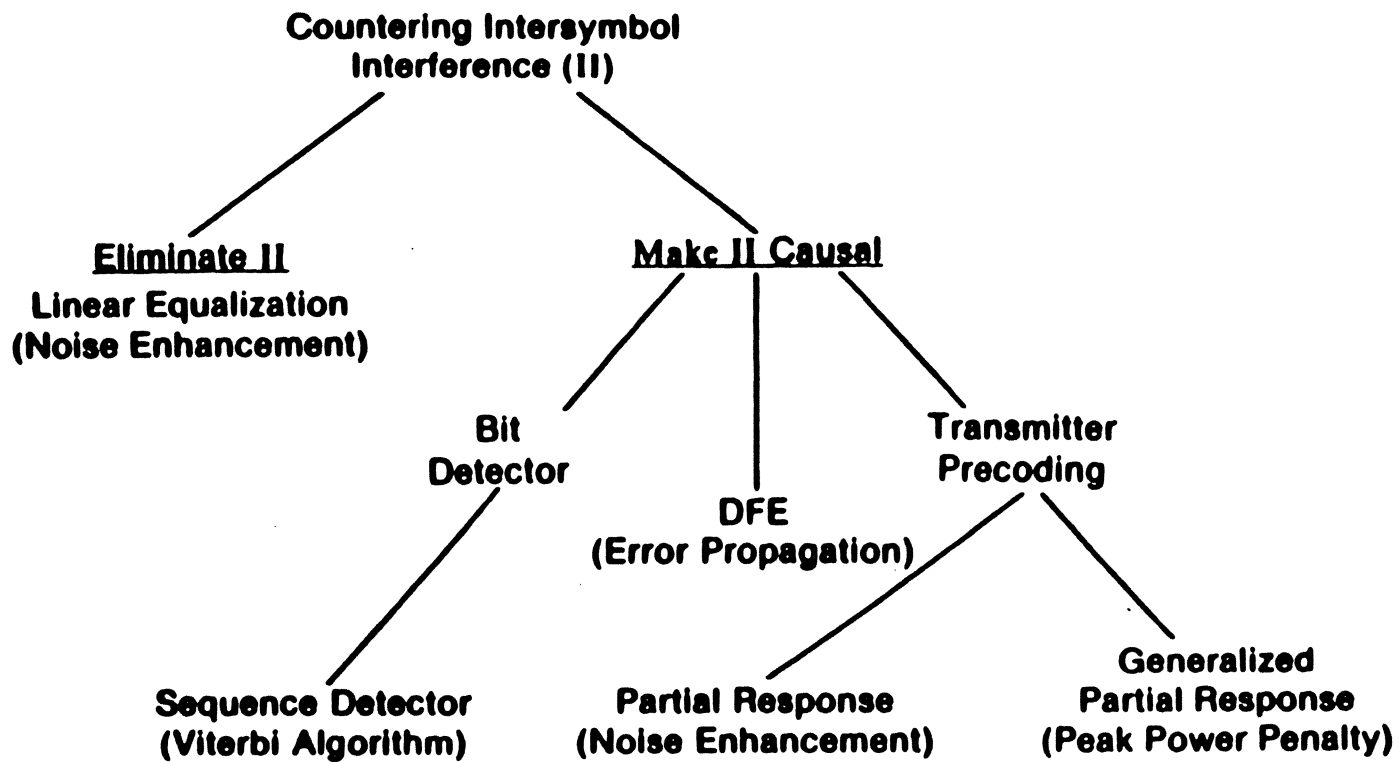 Countering Intersymbol
Interference (II)
Eliminate II
Linear Equalization
(Noise Enhancement)
Make II Causal
Bit
Detector
DFE
(Error Propagation)
Transmitter
Precoding
Sequence Detector
(Viterbi Algorithm)
Partial Response
(Noise Enhancement)
Generalized
Partial Response
(Peak Power Penalty)